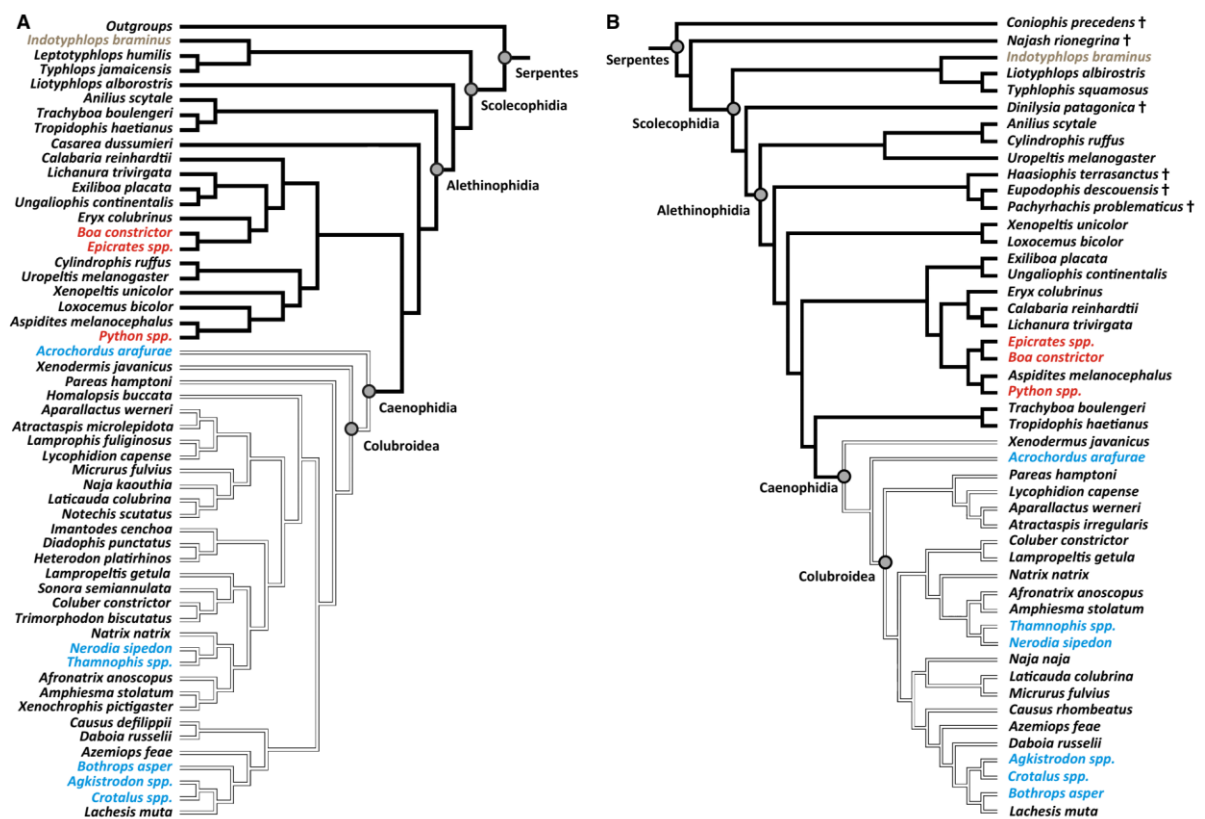 A
Outgroups
Indotyphlops braminus
Leptotyphlops humilis
Typhlops jamaicensis
Liotyphlops alborostris
Anilius scytale
Trachyboa boulengeri
Tropidophis haetianus
Casarea dussumieri
Calabaria reinhardtii
Lichanura trivirgata
Exiliboa placata
Ungaliophis continentalis
Eryx colubrinus
Boa constrictor
Epicrates spp.
Cylindrophis ruffus
Uropeltis melanogaster
Xenopeltis unicolor
Loxocemus bicolor
Aspidites melanocephalus
Python spp.
Acrochordus arafurae
Xenodermis javanicus
Pareas hamptoni
Homalopsis buccata
Aparallactus werneri
Atractaspis microlepidota
Lamprophis fuliginosus
Lycophidion capense
Micrurus fulvius
Naja kaouthia
Laticauda colubrina
Notechis scutatus
Imantodes cenchoa
Diadophis punctatus
Heterodon platirhinos
Lampropeltis getula
Sonora semiannulata
Coluber constrictor
Trimorphodon biscutatus
Natrix natrix
Nerodia sipedon
Thamnophis spp.
Afronatrix anoscopus
Amphiesma stolatum
Xenochrophis pictigaster
Causus defilippii
Daboia russelii
Azemiops feae
Bothrops asper
Agkistrodon spp.
Crotalus spp.
Lachesis muta
Serpentes
Scolecophidia
Alethinophidia
Caenophidia
Colubroidea
B
Coniophis precedens †
Najash rionegrina †
Indotyphlops braminus
Liotyphlops albirostris
Typhlophis squamosus
Dinilysia patagonica †
Anilius scytale
Cylindrophis ruffus
Uropeltis melanogaster
Haasiophis terrasanctus †
Eupodophis descouensis †
Pachyrhachis problematicus †
Xenopeltis unicolor
Loxocemus bicolor
Exiliboa placata
Ungaliophis continentalis
Eryx colubrinus
Calabaria reinhardtii
Lichanura trivirgata
Epicrates spp.
Boa constrictor
Aspidites melanocephalus
Python spp.
Trachyboa boulengeri
Tropidophis haetianus
Xenodermus javanicus
Acrochordus arafurae
Pareas hamptoni
Lycophidion capense
Aparallactus werneri
Atractaspis irregularis
Coluber constrictor
Lampropeltis getula
Natrix natrix
Afronatrix anoscopus
Amphiesma stolatum
Thamnophis spp.
Nerodia sipedon
Naja naja
Laticauda colubrina
Micrurus fulvius
Causus rhombeatus
Azemiops feae
Daboia russelii
Agkistrodon spp.
Crotalus spp.
Bothrops asper
Lachesis muta
Serpentes
Scolecophidia
Alethinophidia
Caenophidia
Colubroidea